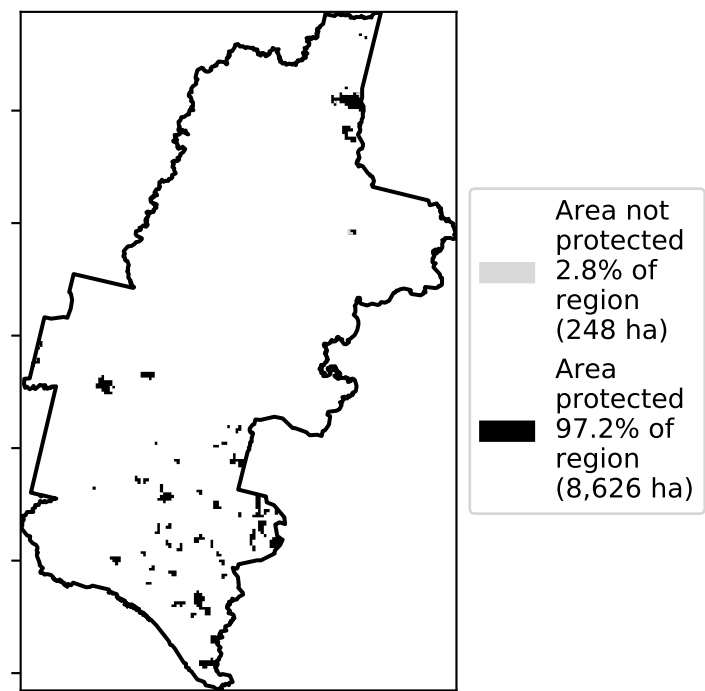 Area not
protected
2.8% of
region
(248 ha)
Area
protected
97.2% of
region
(8,626 ha)